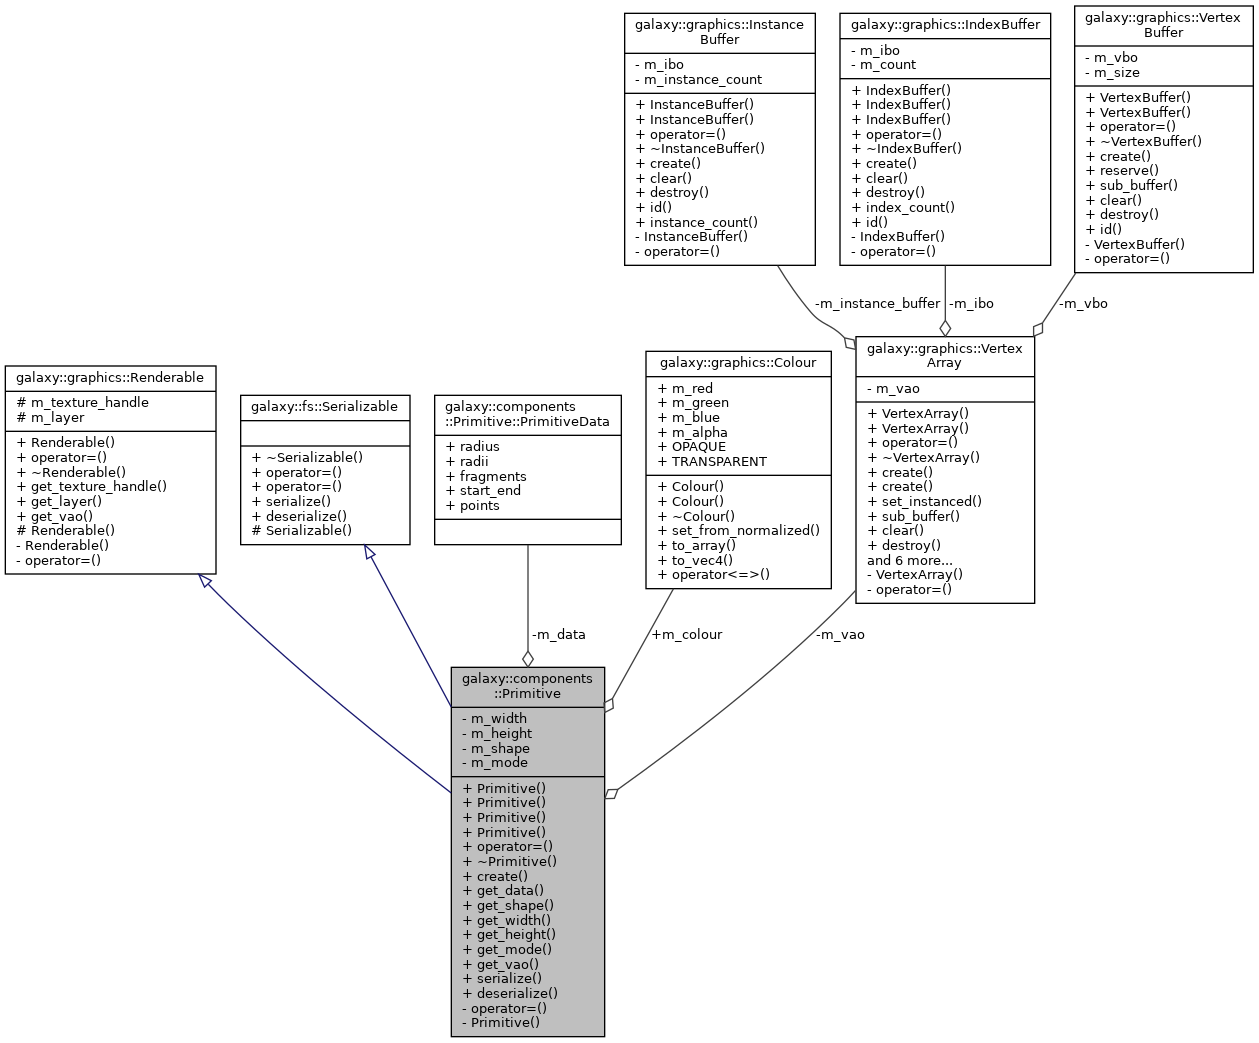 galaxy::graphics::Instance
Buffer
- m_ibo
- m_instance_count
+ InstanceBuffer()
+ InstanceBuffer()
+ operator=()
+ ~InstanceBuffer()
+ create()
+ clear()
+ destroy()
+ id()
+ instance_count()
- InstanceBuffer()
- operator=()
galaxy::graphics::IndexBuffer
- m_ibo
- m_count
+ IndexBuffer()
+ IndexBuffer()
+ IndexBuffer()
+ operator=()
+ ~IndexBuffer()
+ create()
+ clear()
+ destroy()
+ index_count()
+ id()
- IndexBuffer()
- operator=()
galaxy::graphics::Vertex
Buffer
- m_vbo
- m_size
+ VertexBuffer()
+ VertexBuffer()
+ operator=()
+ ~VertexBuffer()
+ create()
+ reserve()
+ sub_buffer()
+ clear()
+ destroy()
+ id()
- VertexBuffer()
- operator=()
-m_instance_buffer
-m_ibo
-m_vbo
galaxy::graphics::Renderable
# m_texture_handle
# m_layer
+ Renderable()
+ operator=()
+ ~Renderable()
+ get_texture_handle()
+ get_layer()
+ get_vao()
# Renderable()
- Renderable()
- operator=()
galaxy::fs::Serializable
+ ~Serializable()
+ operator=()
+ operator=()
+ serialize()
+ deserialize()
# Serializable()
galaxy::components
::Primitive::PrimitiveData
+ radius
+ radii
+ fragments
+ start_end
+ points
galaxy::graphics::Colour
+ m_red
+ m_green
+ m_blue
+ m_alpha
+ OPAQUE
+ TRANSPARENT
+ Colour()
+ Colour()
+ ~Colour()
+ set_from_normalized()
+ to_array()
+ to_vec4()
+ operator<=>()
galaxy::graphics::Vertex
Array
- m_vao
+ VertexArray()
+ VertexArray()
+ operator=()
+ ~VertexArray()
+ create()
+ create()
+ set_instanced()
+ sub_buffer()
+ clear()
+ destroy()
and 6 more...
- VertexArray()
- operator=()
-m_data
+m_colour
-m_vao
galaxy::components
::Primitive
- m_width
- m_height
- m_shape
- m_mode
+ Primitive()
+ Primitive()
+ Primitive()
+ Primitive()
+ operator=()
+ ~Primitive()
+ create()
+ get_data()
+ get_shape()
+ get_width()
+ get_height()
+ get_mode()
+ get_vao()
+ serialize()
+ deserialize()
- operator=()
- Primitive()